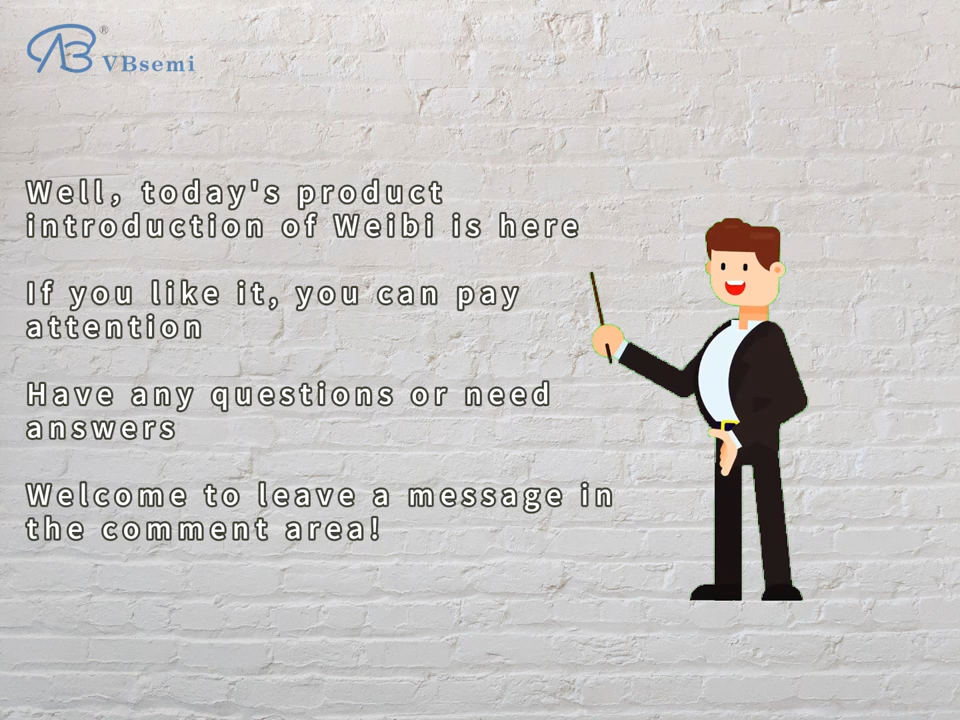 VBsemi
Well, today's product
introduction of Weibi is here
If you like it, you can pay
attention
Have any questions or need
answers
Welcome to leave a message in
the comment area!